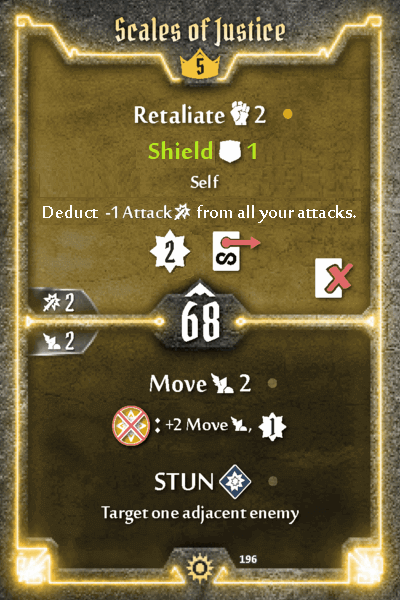 Scales of Justice
5
Retaliate 2
Shield 1
Self
Deduct -1 Attack from all your attacks.
2
2
68
2
Move 2
: +2 Move , 1
STUN
Target one adjacent enemy
196